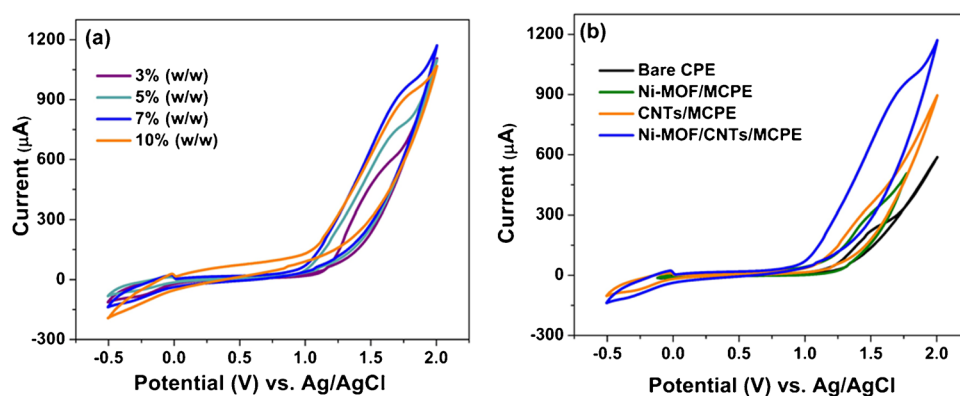 (a)
1200
900
600
300
0
-300
Current (μA)
3% (w/w)
5% (w/w)
7% (w/w)
10% (w/w)
-0.5 0.0 0.5 1.0 1.5 2.0
Potential (V) vs. Ag/AgCl
(b)
1200
900
600
300
0
-300
Current (μA)
Bare CPE
Ni-MOF/MCPE
CNTs/MCPE
Ni-MOF/CNTs/MCPE
-0.5 0.0 0.5 1.0 1.5 2.0
Potential (V) vs. Ag/AgCl